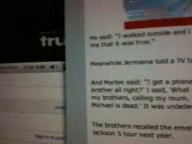 tru
He said: "I walked outside and I
me that it was true."
Meanwhile Jermaine told a TV
And Marlon said: "I got a phone
brother all right?' I said, 'What
my brothers, calling my mum,
Michael is dead.' It was
The brothers recalled the
Jackson 5 tour next year.